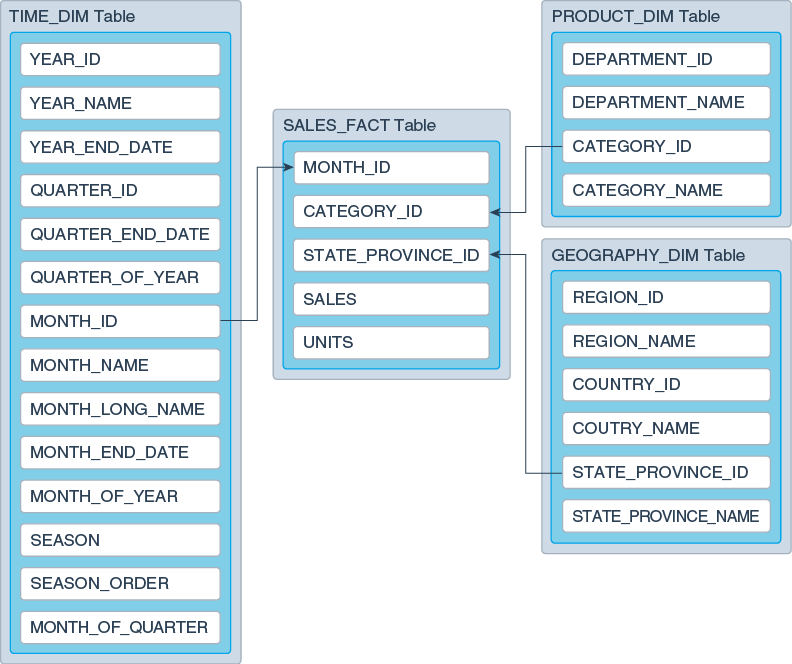 TIME_DIM Table
YEAR_ID
YEAR_NAME
YEAR_END_DATE
QUARTER_ID
QUARTER_END_DATE
QUARTER_OF_YEAR
MONTH_ID
MONTH_NAME
MONTH_LONG_NAME
MONTH_END_DATE
MONTH_OF_YEAR
SEASON
SEASON_ORDER
MONTH_OF_QUARTER
SALES_FACT Table
MONTH_ID
CATEGORY_ID
STATE_PROVINCE_ID
SALES
UNITS
PRODUCT_DIM Table
DEPARTMENT_ID
DEPARTMENT_NAME
CATEGORY_ID
CATEGORY_NAME
GEOGRAPHY_DIM Table
REGION_ID
REGION_NAME
COUNTRY_ID
COUTRY_NAME
STATE_PROVINCE_ID
STATE_PROVINCE_NAME